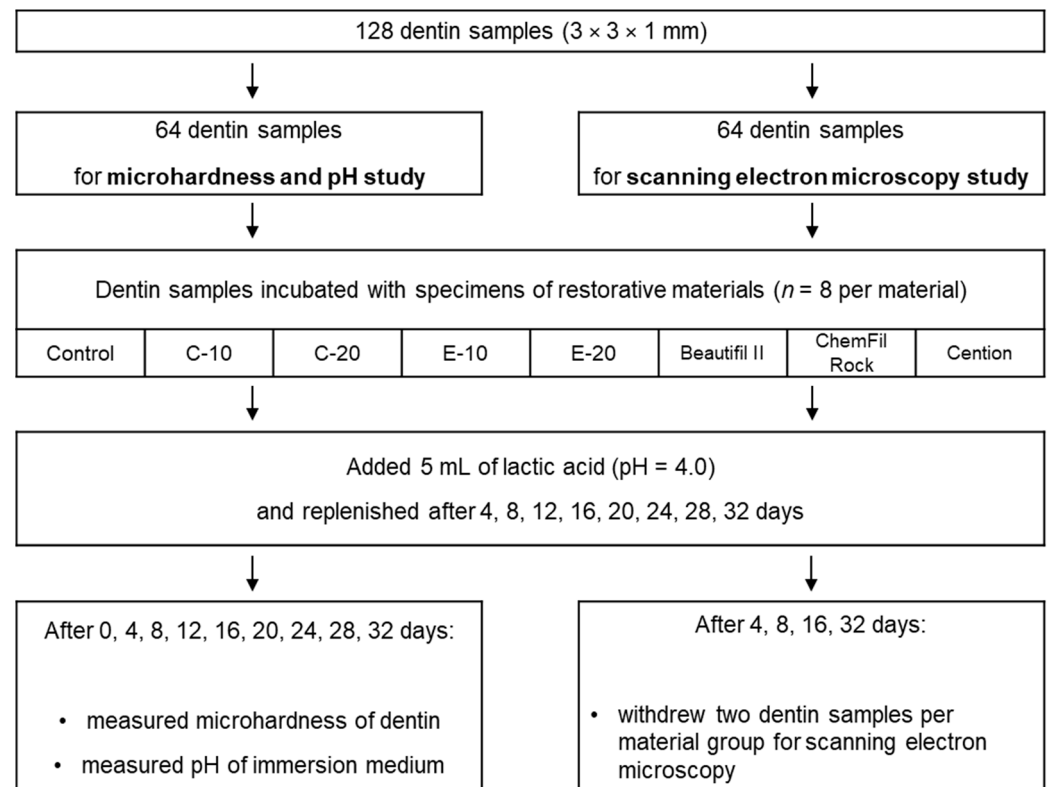 128 dentin samples (3 × 3 × 1 mm)
64 dentin samples
for microhardness and pH study
64 dentin samples
for scanning electron microscopy study
Dentin samples incubated with specimens of restorative materials (n = 8 per material)
Control
C-10
C-20
E-10
E-20
Beautifil II
ChemFil
Rock
Cention
Added 5 mL of lactic acid (pH = 4.0)
and replenished after 4, 8, 12, 16, 20, 24, 28, 32 days
After 0, 4, 8, 12, 16, 20, 24, 28, 32 days:
• measured microhardness of dentin
• measured pH of immersion medium
After 4, 8, 16, 32 days:
• withdrew two dentin samples per
material group for scanning electron
microscopy